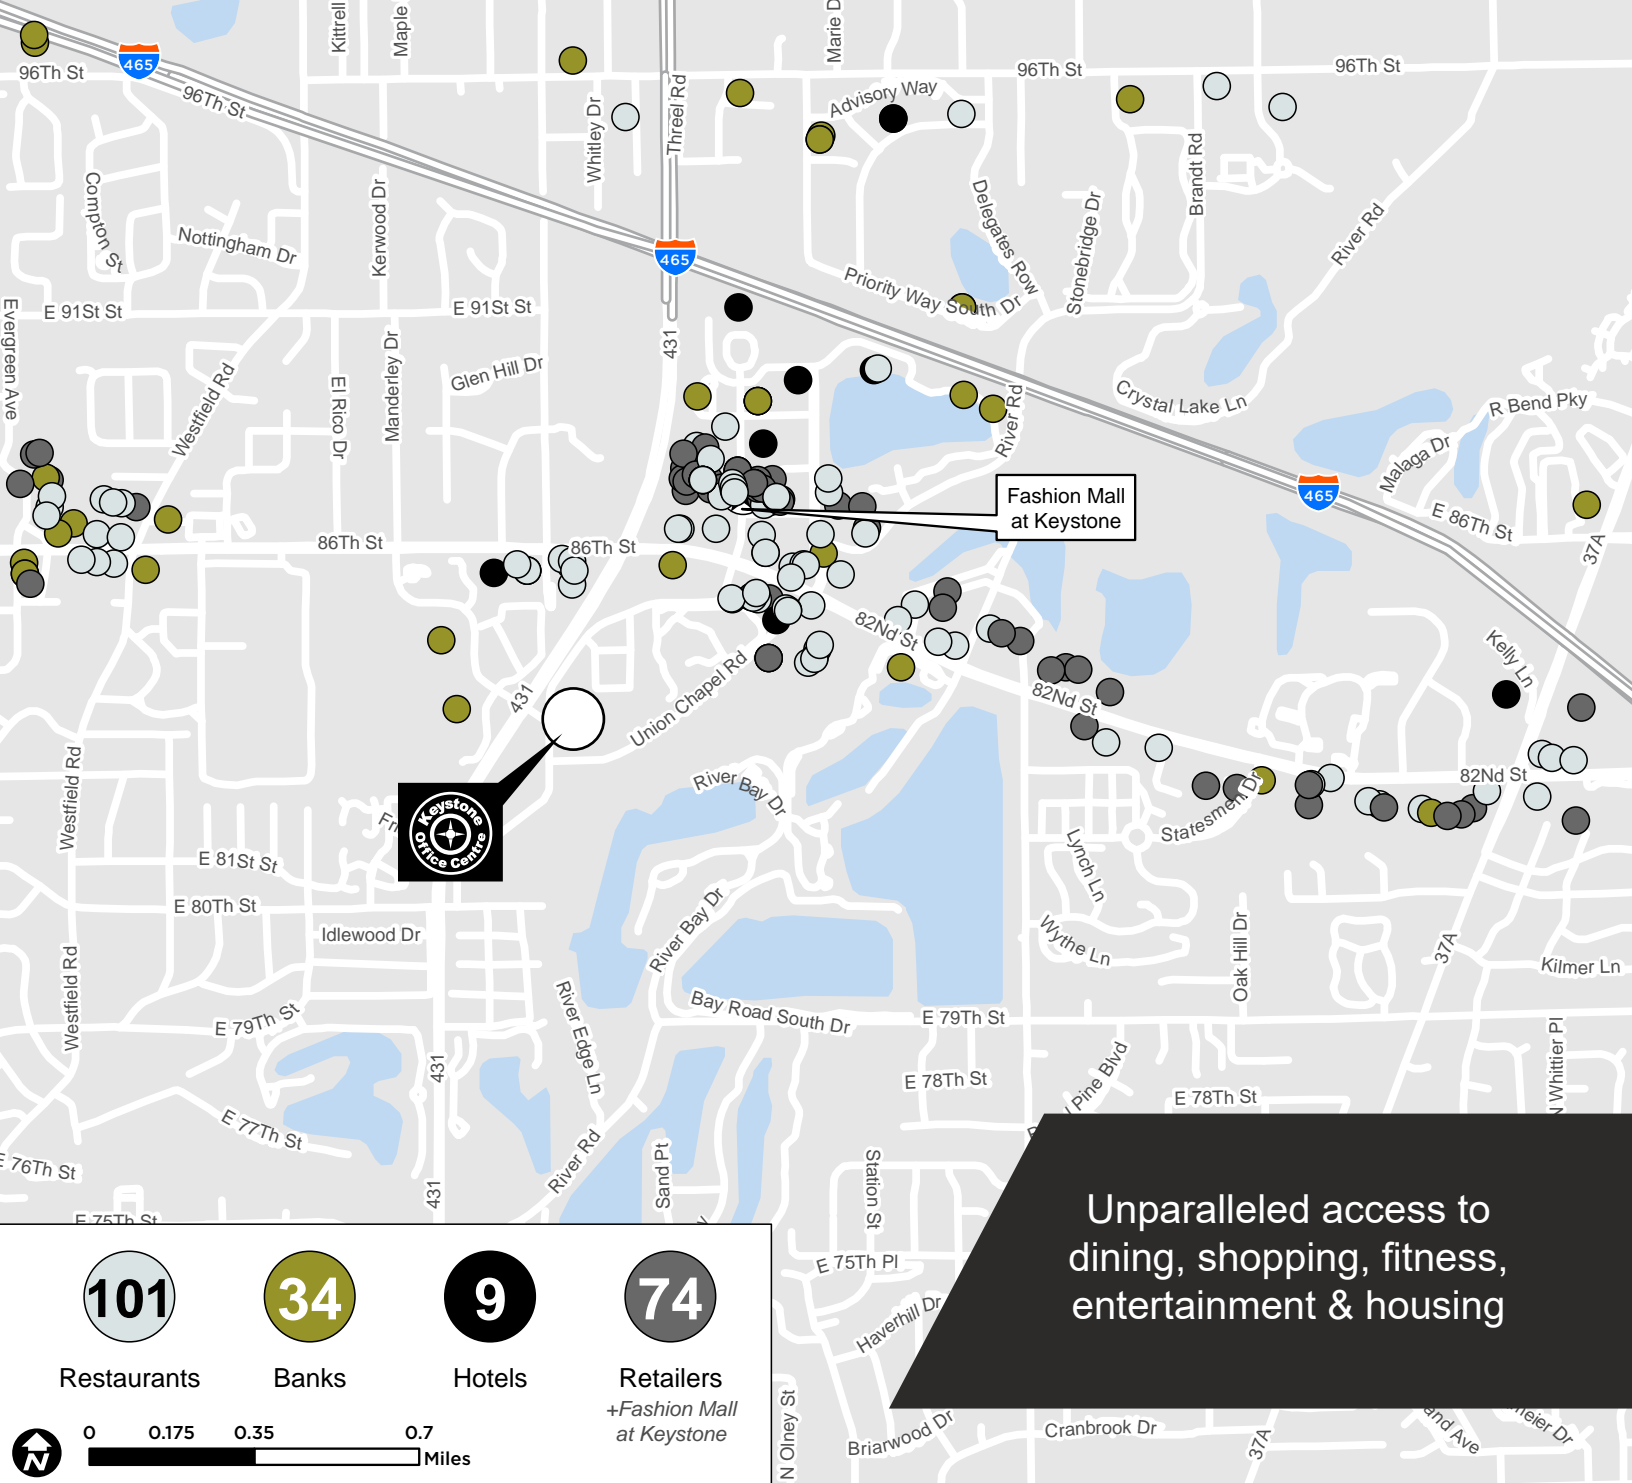 Kittrell
Maple
Marie D
465
96Th St
96Th St
96Th St
96Th St
Advisory Way
Whitley Dr
Threel Rd
Compton St
Nottingham Dr
Kerwood Dr
Delegates Row
Stonebridge Dr
Brandt Rd
River Rd
465
Priority Way South Dr
Evergreen Ave
E 91St St
E 91St St
431
Westfield Rd
El Rico Dr
Manderley Dr
Glen Hill Dr
River Rd
Crystal Lake Ln
R Bend Pky
Malaga Dr
465
Fashion Mall
at Keystone
E 86Th St
37A
86Th St
86Th St
82Nd St
Kelly Ln
431
Union Chapel Rd
82Nd St
River Bay Dr
82Nd St
Statesmen Dr
Westfield Rd
Fri
Keystone
Office Centre
E 81St St
Lynch Ln
E 80Th St
Idlewood Dr
River Bay Dr
Wythe Ln
Oak Hill Dr
37A
Kilmer Ln
Westfield Rd
E 79Th St
River Edge Ln
Bay Road South Dr
E 79Th St
431
E 78Th St
Pine Blvd
E 78Th St
N Whittier Pl
E 77Th St
E 76Th St
431
River Rd
Sand Pt
Station St
E 75Th St
E 75Th Pl
Haverhill Dr
Unparalleled access to
dining, shopping, fitness,
entertainment & housing
101
34
9
74
Restaurants
Banks
Hotels
Retailers
+Fashion Mall
at Keystone
N
0 0.175 0.35 0.7
Miles
N Olney St
Briarwood Dr
Cranbrook Dr
37A
and Ave
meier Dr